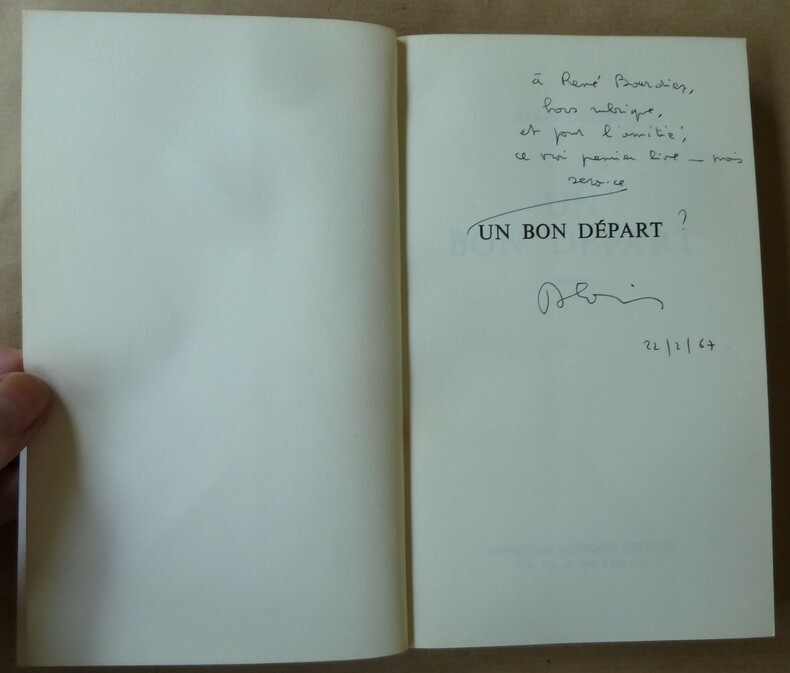 à René Bourdier,
hors rubrique,
et pour l'amitié,
ce vrai premier livre — mais
sera-ce
UN BON DÉPART ?
22/2/67